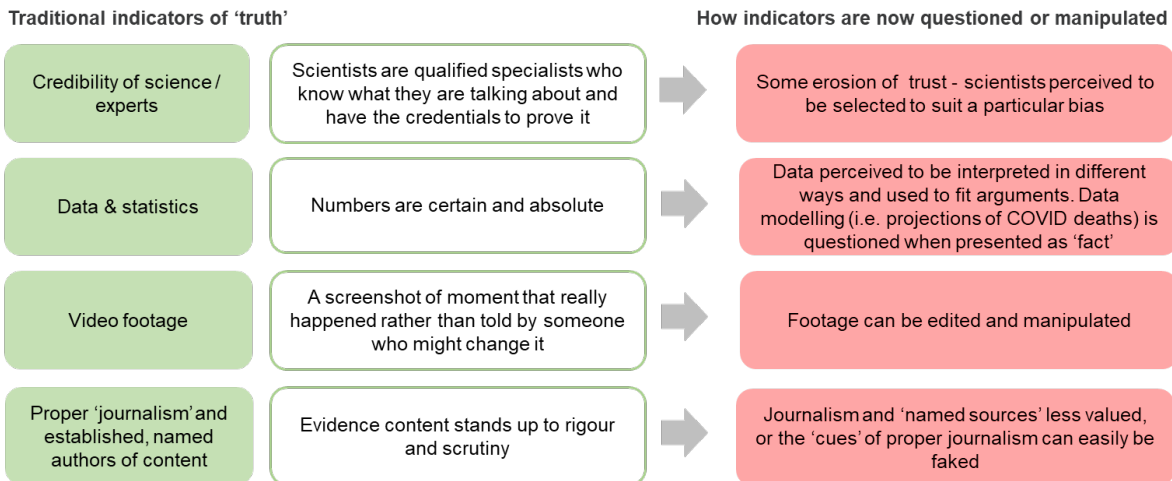 Traditional indicators of ‘truth’
How indicators are now questioned or manipulated
Credibility of science /
experts
Scientists are qualified specialists who
know what they are talking about and
have the credentials to prove it
Some erosion of trust - scientists perceived to
be selected to suit a particular bias
Data & statistics
Numbers are certain and absolute
Data perceived to be interpreted in different
ways and used to fit arguments. Data
modelling (i.e. projections of COVID deaths) is
questioned when presented as ‘fact’
Video footage
A screenshot of moment that really
happened rather than told by someone
who might change it
Footage can be edited and manipulated
Proper ‘journalism’ and
established, named
authors of content
Evidence content stands up to rigour
and scrutiny
Journalism and ‘named sources’ less valued,
or the ‘cues’ of proper journalism can easily be
faked